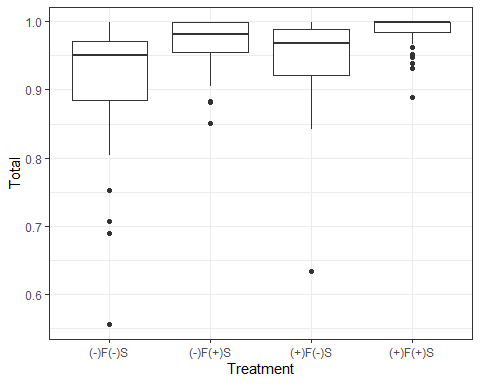 1.0
0.9
0.8
0.7
0.6
Total
(-)F(-)S
(-)F(+)S
(+)F(-)S
(+)F(+)S
Treatment